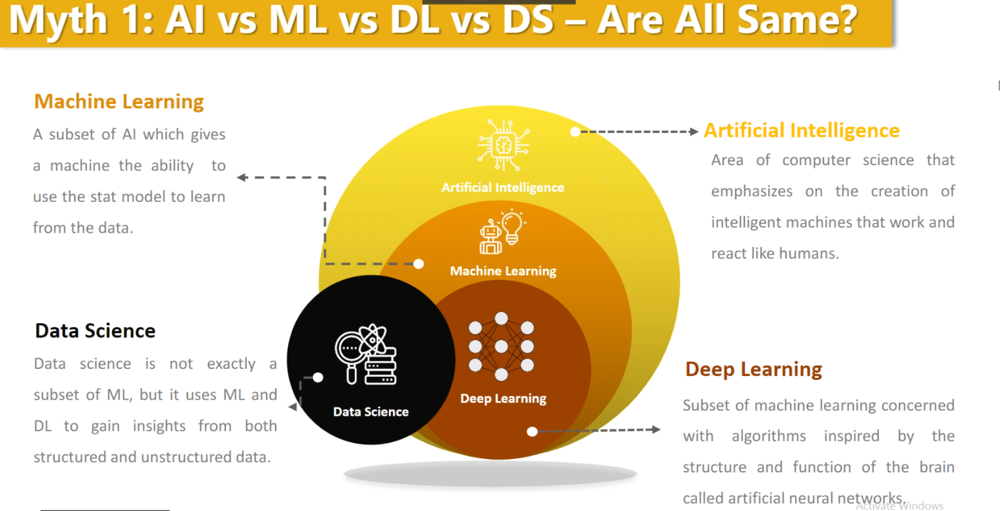 Myth 1: AI vs ML vs DL vs DS – Are All Same?
Machine Learning
A subset of AI which gives
a machine the ability to
use the stat model to learn
from the data.
Data Science
Data science is not exactly a
subset of ML, but it uses ML and
DL to gain insights from both
structured and unstructured data.
Artificial Intelligence
Machine Learning
Data Science
Deep Learning
Artificial Intelligence
Area of computer science that
emphasizes on the creation of
intelligent machines that work and
react like humans.
Deep Learning
Subset of machine learning concerned
with algorithms inspired by the
structure and function of the brain
called artificial neural networks.
Activate Windows